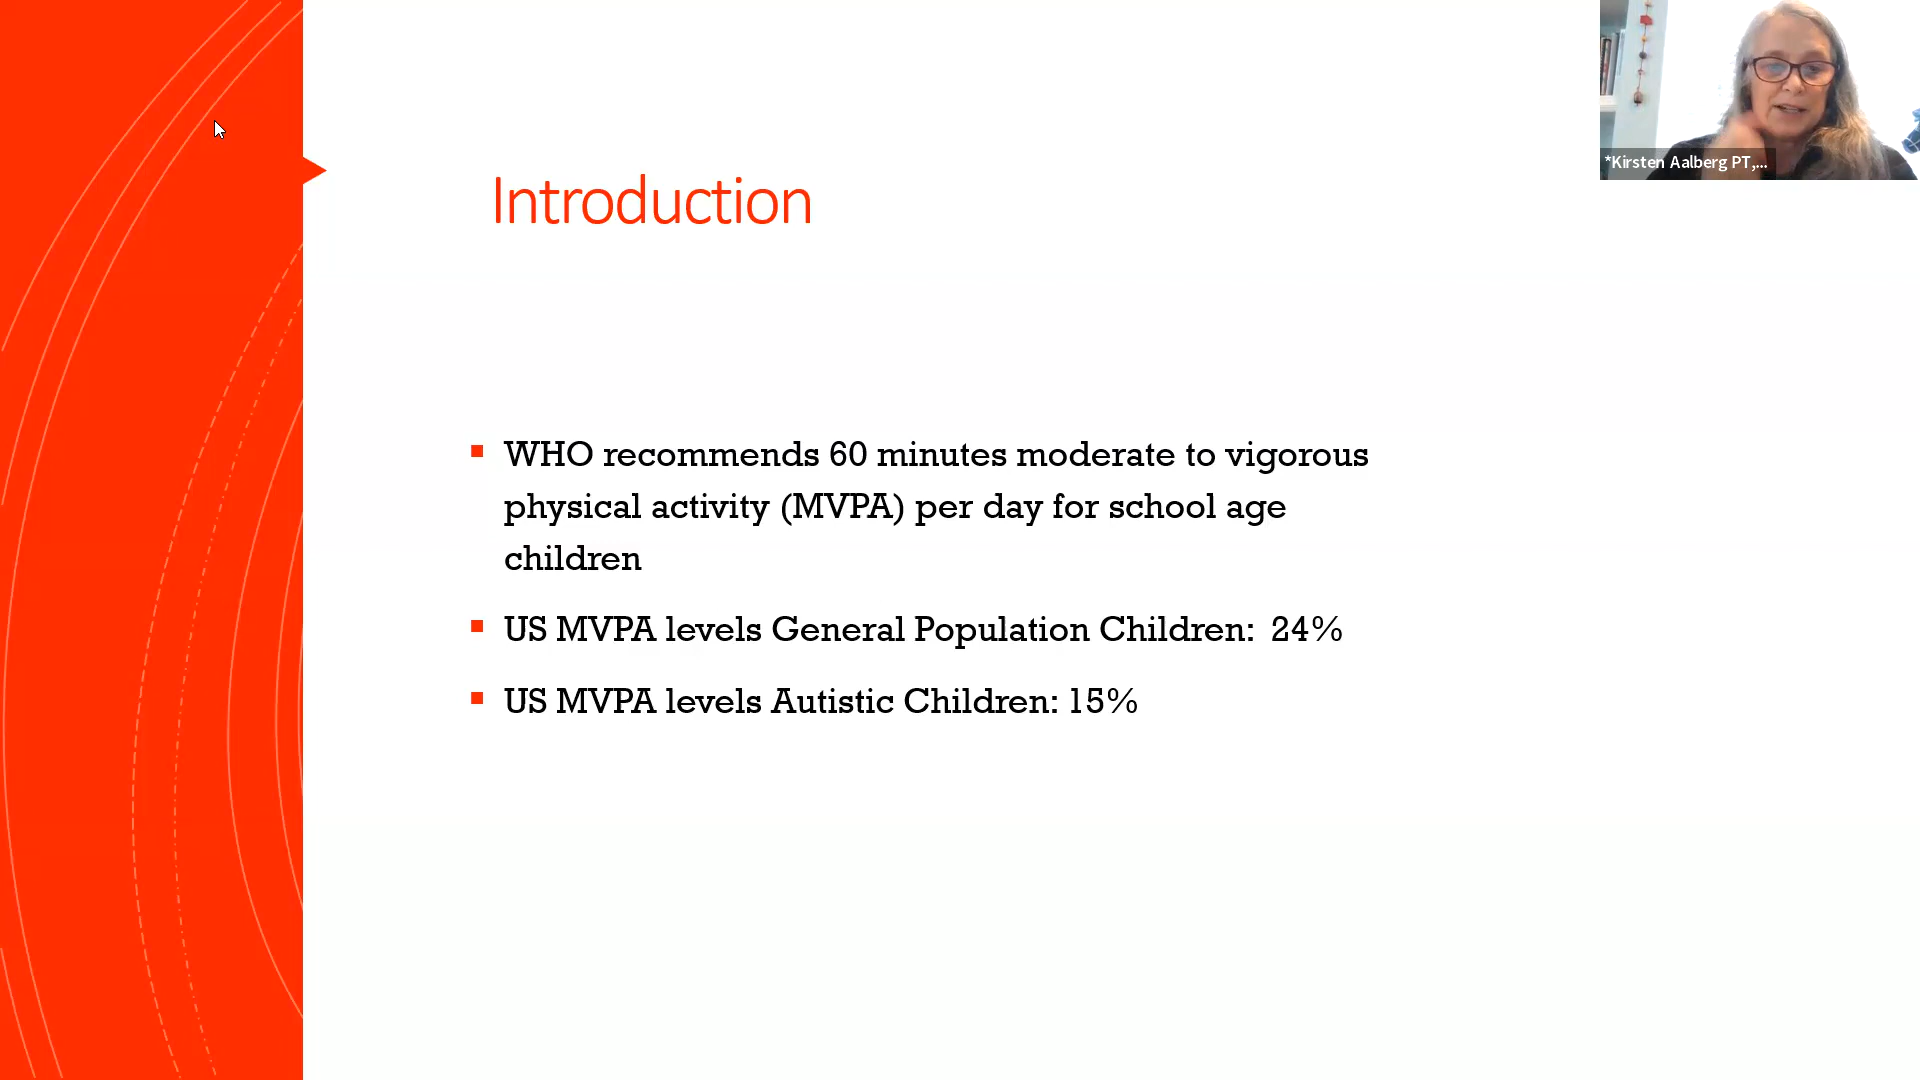 *Kirsten Aalberg PT,...
Introduction
WHO recommends 60 minutes moderate to vigorous
physical activity (MVPA) per day for school age
children
US MVPA levels General Population Children:  24%
US MVPA levels Autistic Children: 15%